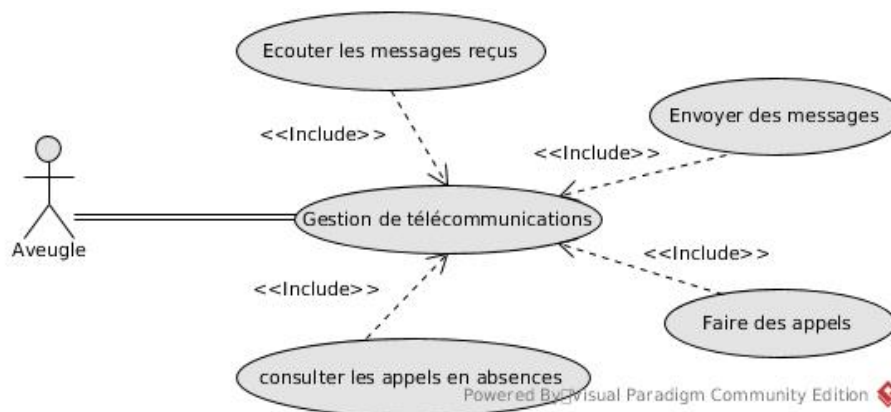 Ecouter les messages reçus
Envoyer des messages
<<Include>>
<<Include>>
Gestion de télécommunications
Aveugle
<<Include>>
<<Include>>
Faire des appels
consulter les appels en absences
Powered By Visual Paradigm Community Edition